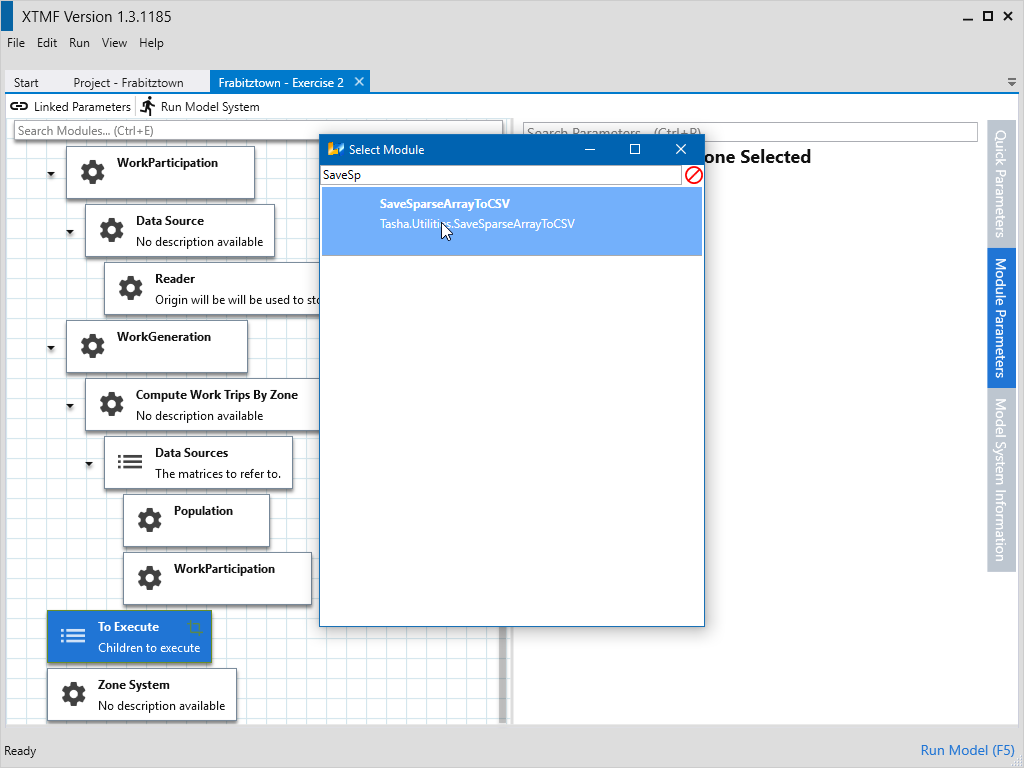 XTMF Version 1.3.1185
File Edit Run View Help
Start Project - Frabitztown Frabitztown - Exercise 2
Linked Parameters Run Model System
Search Modules... (Ctrl+E)
Search Parameters... (Ctrl+P)
one Selected
WorkParticipation
Data Source
No description available
Reader
Origin will be will be used to sto
WorkGeneration
Compute Work Trips By Zone
No description available
Data Sources
The matrices to refer to.
Population
WorkParticipation
To Execute
Children to execute
Zone System
No description available
Select Module
SaveSp
SaveSparseArrayToCSV
Tasha.Utilities.SaveSparseArrayToCSV
Quick Parameters
Module Parameters
Model System Information
Ready
Run Model (F5)